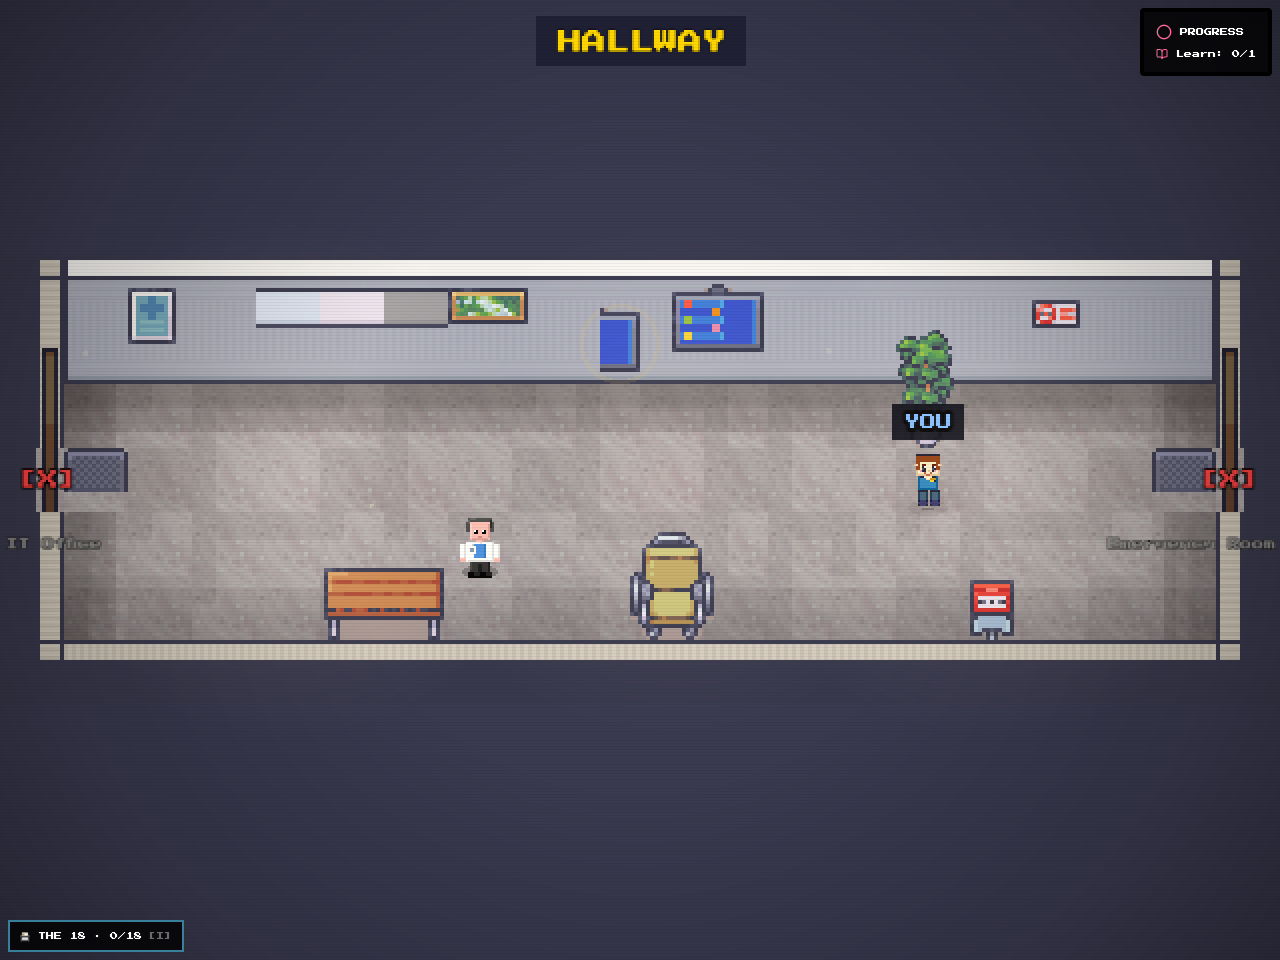 HALLWAY
PROGRESS
Learn: 0/1
YOU
[X]
[X]
IT Office
Emergency Room
THE 18 · 0/18 [I]